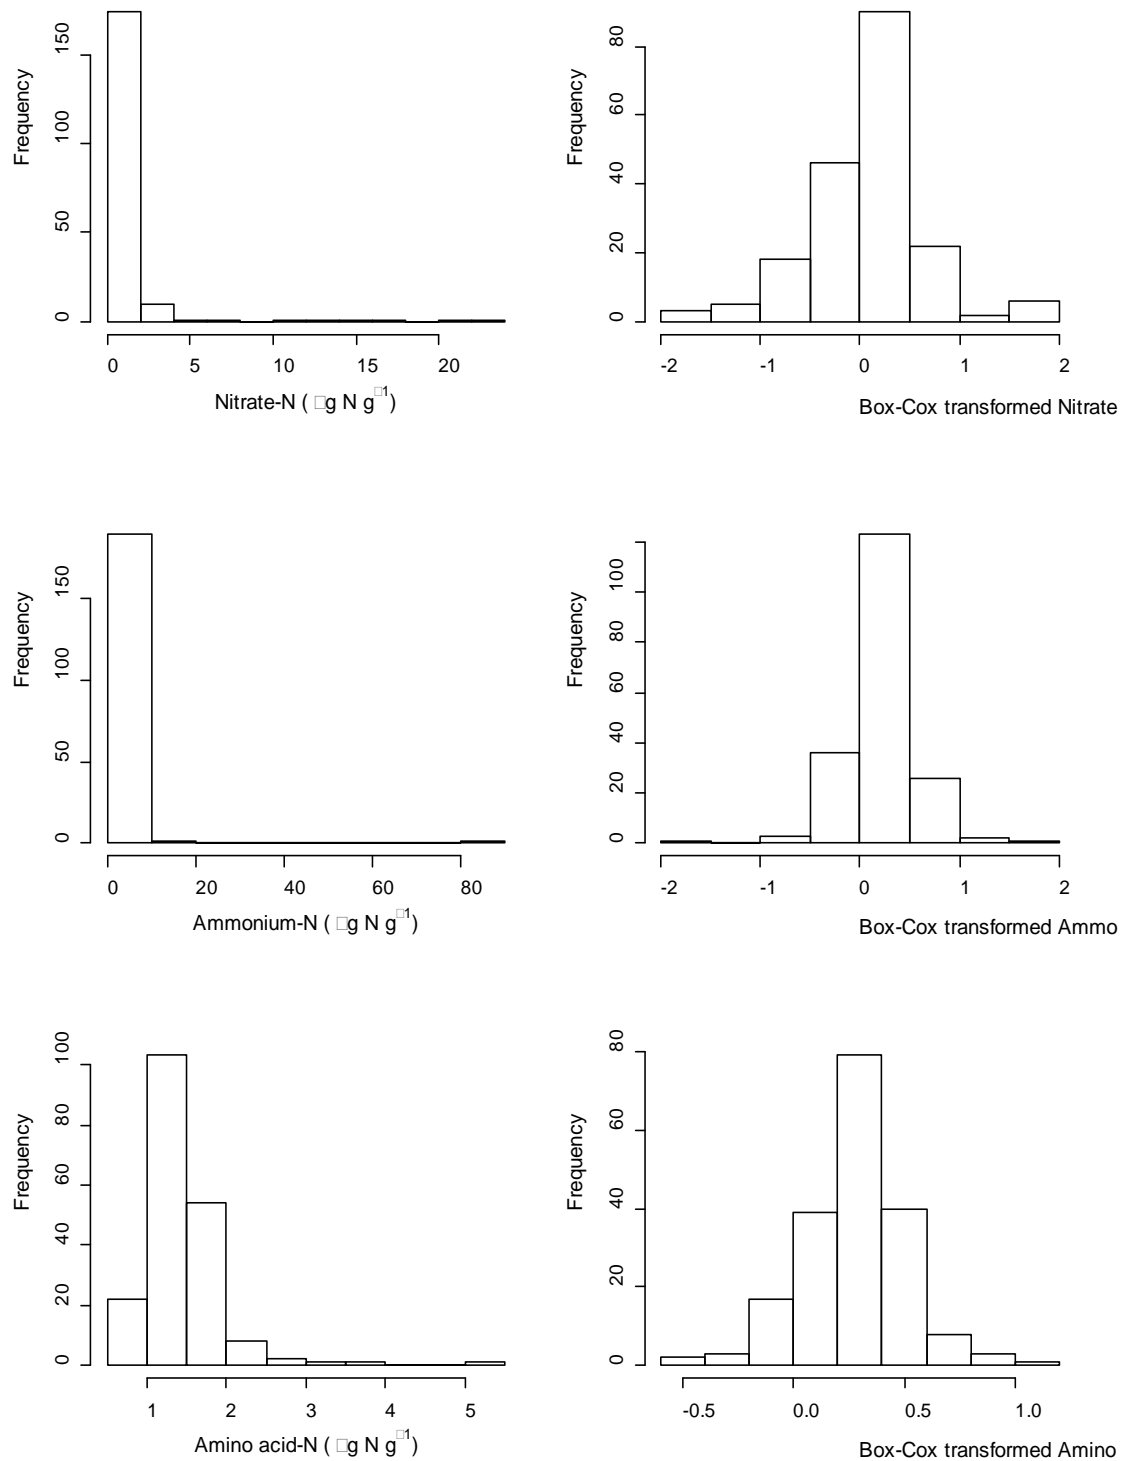 Frequency
0 50 100 150
0 5 10 15 20
Nitrate-N ( □g N g□1)
Frequency
0 20 40 60 80
-2 -1 0 1 2
Box-Cox transformed Nitrate
Frequency
0 50 100 150
0 20 40 60 80
Ammonium-N ( □g N g□1)
Frequency
0 20 40 60 80 100
-2 -1 0 1 2
Box-Cox transformed Ammo
Frequency
0 20 40 60 80 100
1 2 3 4 5
Amino acid-N ( □g N g□1)
Frequency
0 20 40 60 80
-0.5 0.0 0.5 1.0
Box-Cox transformed Amino